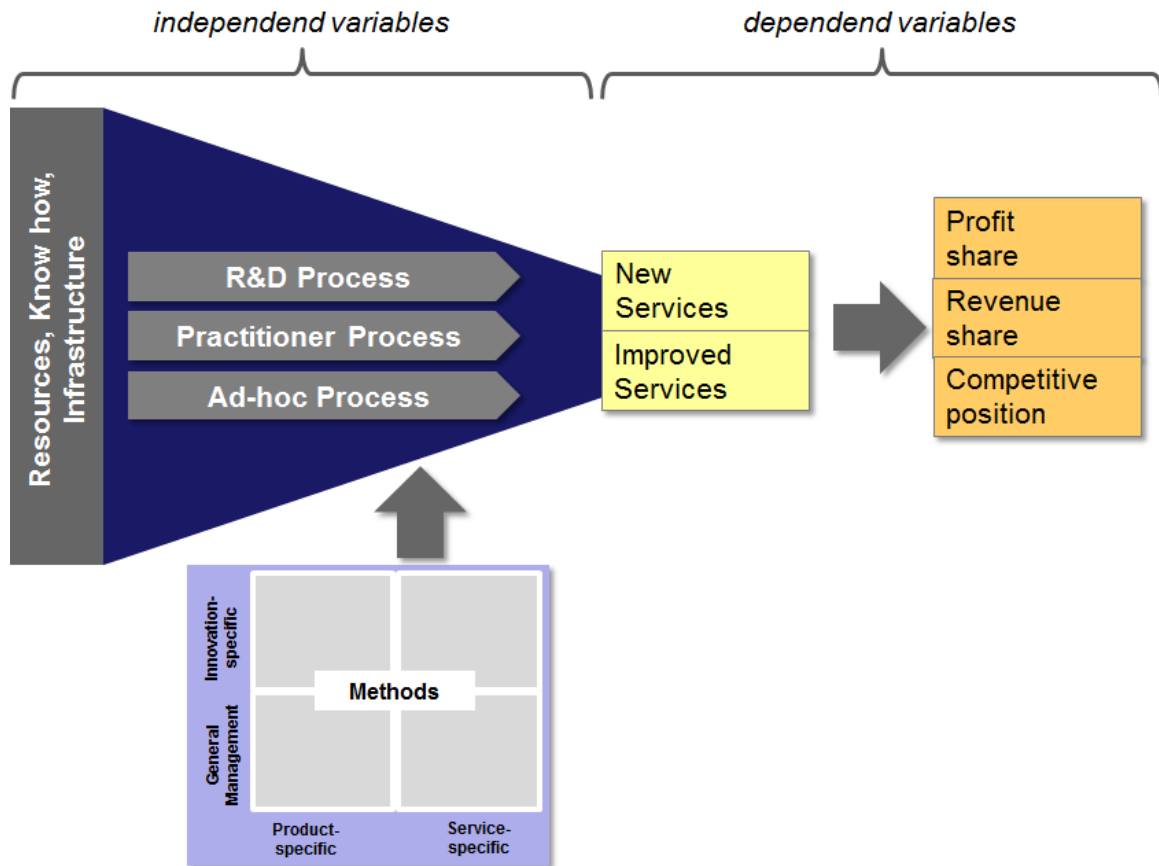 independend variables
dependend variables
Resources, Know how,
Infrastructure
R&D Process
Practitioner Process
Ad-hoc Process
New
Services
Improved
Services
Profit
share
Revenue
share
Competitive
position
Innovation-
specific
General
Management
Methods
Product-
specific
Service-
specific